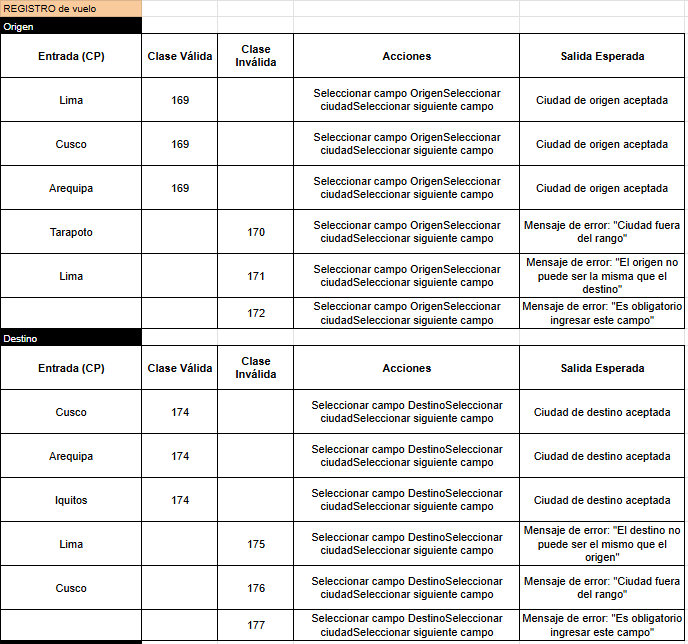 REGISTRO de vuelo
Origen
Entrada (CP) Clase Válida Clase Inválida Acciones Salida Esperada
Lima 169 Seleccionar campo OrigenSeleccionar ciudadSeleccionar siguiente campo Ciudad de origen aceptada
Cusco 169 Seleccionar campo OrigenSeleccionar ciudadSeleccionar siguiente campo Ciudad de origen aceptada
Arequipa 169 Seleccionar campo OrigenSeleccionar ciudadSeleccionar siguiente campo Ciudad de origen aceptada
Tarapoto 170 Seleccionar campo OrigenSeleccionar ciudadSeleccionar siguiente campo Mensaje de error: "Ciudad fuera del rango"
Lima 171 Seleccionar campo OrigenSeleccionar ciudadSeleccionar siguiente campo Mensaje de error: "El origen no puede ser la misma que el destino"
172 Seleccionar campo OrigenSeleccionar ciudadSeleccionar siguiente campo Mensaje de error: "Es obligatorio ingresar este campo"
Destino
Entrada (CP) Clase Válida Clase Inválida Acciones Salida Esperada
Cusco 174 Seleccionar campo DestinoSeleccionar ciudadSeleccionar siguiente campo Ciudad de destino aceptada
Arequipa 174 Seleccionar campo DestinoSeleccionar ciudadSeleccionar siguiente campo Ciudad de destino aceptada
Iquitos 174 Seleccionar campo DestinoSeleccionar ciudadSeleccionar siguiente campo Ciudad de destino aceptada
Lima 175 Seleccionar campo DestinoSeleccionar ciudadSeleccionar siguiente campo Mensaje de error: "El destino no puede ser el mismo que el origen"
Cusco 176 Seleccionar campo DestinoSeleccionar ciudadSeleccionar siguiente campo Mensaje de error: "Ciudad fuera del rango"
177 Seleccionar campo DestinoSeleccionar ciudadSeleccionar siguiente campo Mensaje de error: "Es obligatorio ingresar este campo"